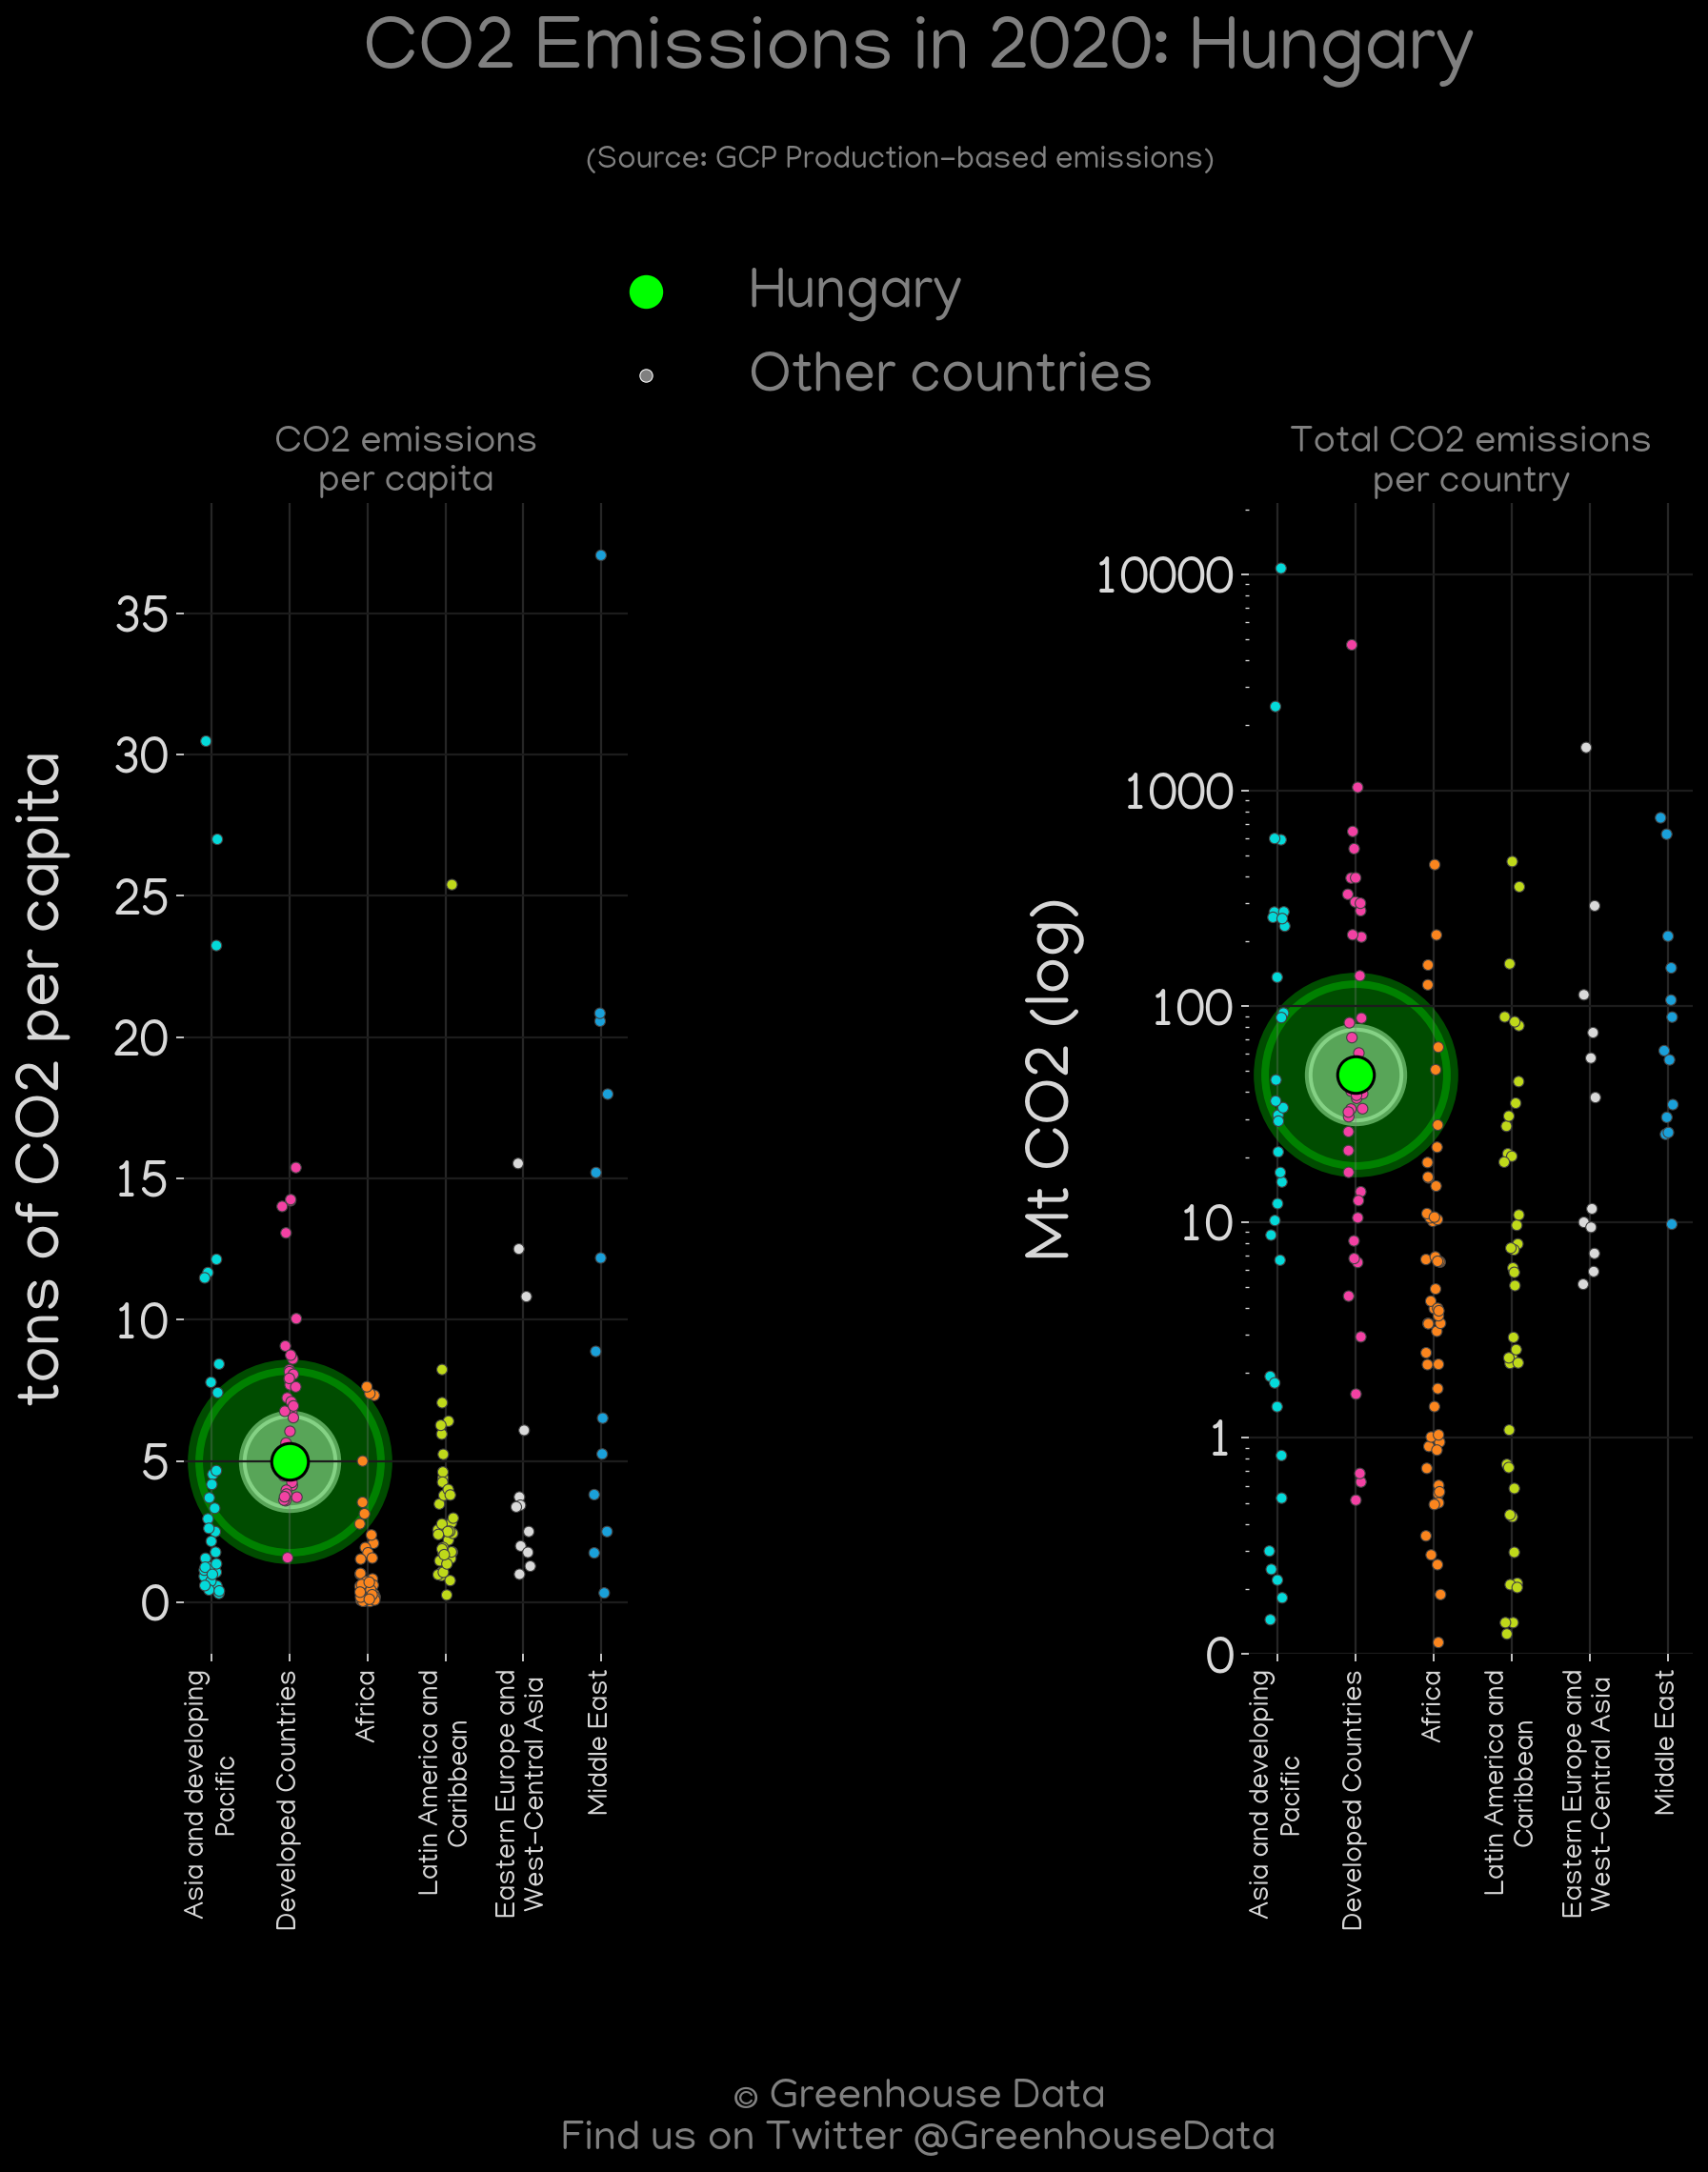 CO2 Emissions in 2020: Hungary
(Source: GCP Production-based emissions)
Hungary
Other countries
CO2 emissions
per capita
tons of CO2 per capita
35
30
25
20
15
10
5
0
Asia and developing
Pacific
Developed Countries
Africa
Latin America and
Caribbean
Eastern Europe and
West-Central Asia
Middle East
Total CO2 emissions
per country
Mt CO2 (log)
10000
1000
100
10
1
0
Asia and developing
Pacific
Developed Countries
Africa
Latin America and
Caribbean
Eastern Europe and
West-Central Asia
Middle East
© Greenhouse Data
Find us on Twitter @GreenhouseData